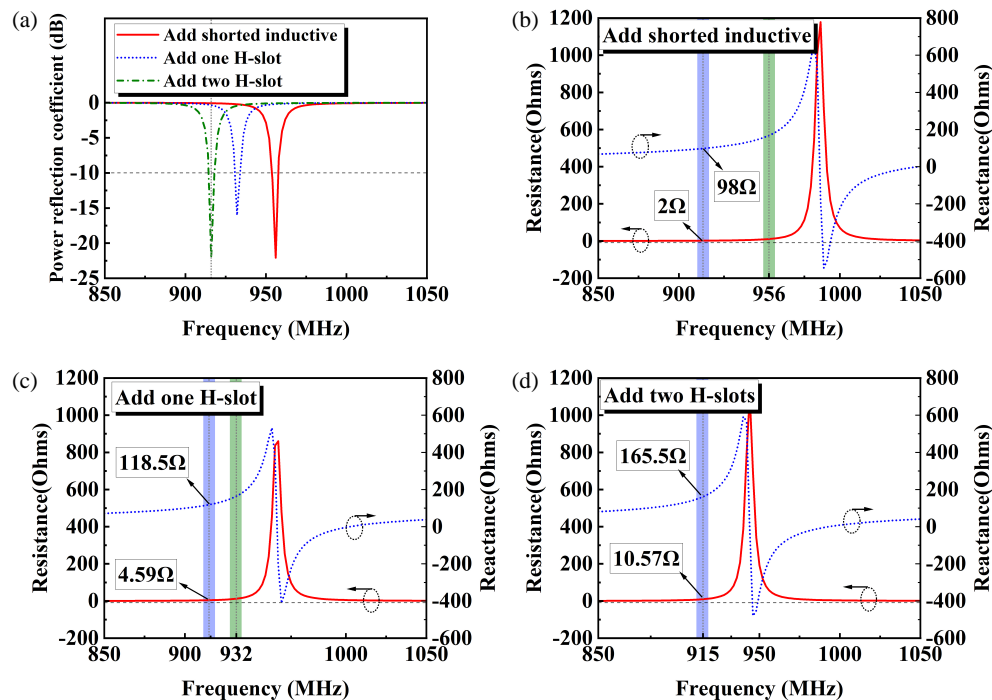 (a)
Power reflection coefficient (dB)
Add shorted inductive
Add one H-slot
Add two H-slot
0
-5
-10
-15
-20
-25
850 900 950 1000 1050
Frequency (MHz)
(b)
Add shorted inductive
Resistance(Ohms)
1200
1000
800
600
400
200
0
-200
98Ω
2Ω
800
600
400
200
0
-200
-400
-600
Reactance(Ohms)
850 900 956 1000 1050
Frequency (MHz)
(c)
Add one H-slot
Resistance(Ohms)
1200
1000
800
600
400
200
0
-200
118.5Ω
4.59Ω
800
600
400
200
0
-200
-400
-600
Reactance(Ohms)
850 900 932 1000 1050
Frequency (MHz)
(d)
Add two H-slots
Resistance(Ohms)
1200
1000
800
600
400
200
0
-200
165.5Ω
10.57Ω
800
600
400
200
0
-200
-400
-600
Reactance(Ohms)
850 915 950 1000 1050
Frequency (MHz)